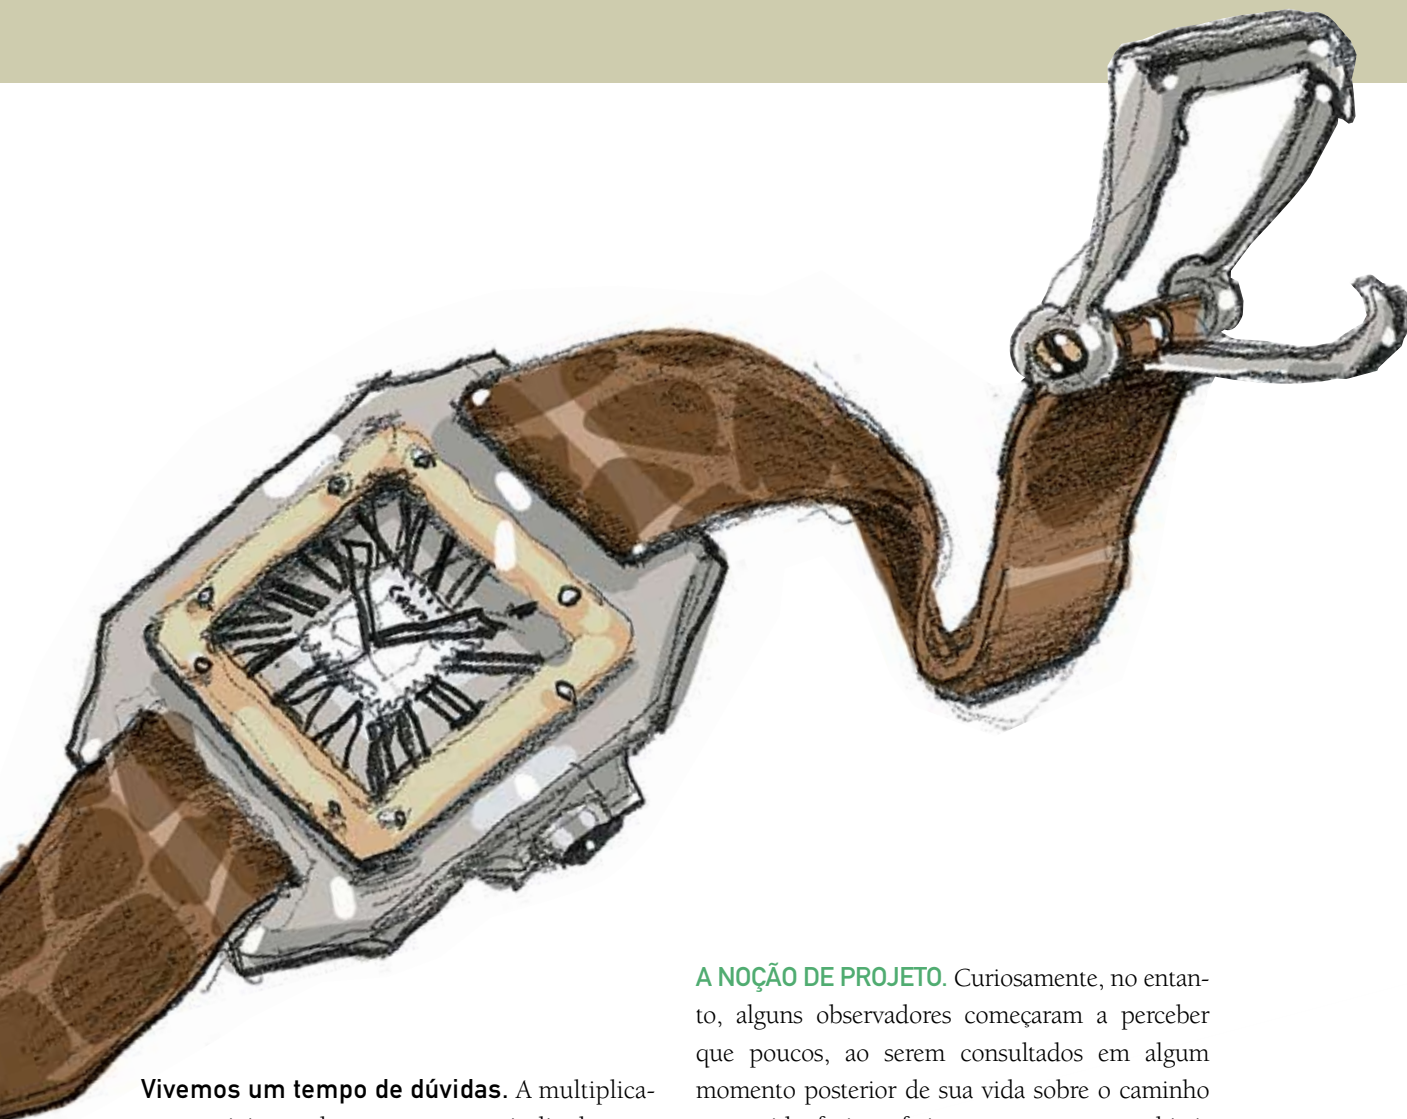 Vivemos um tempo de dúvidas. A multiplica-
A NOÇÃO DE PROJETO. Curiosamente, no entan-
to, alguns observadores começaram a perceber
que poucos, ao serem consultados em algum
momento posterior de sua vida sobre o caminho